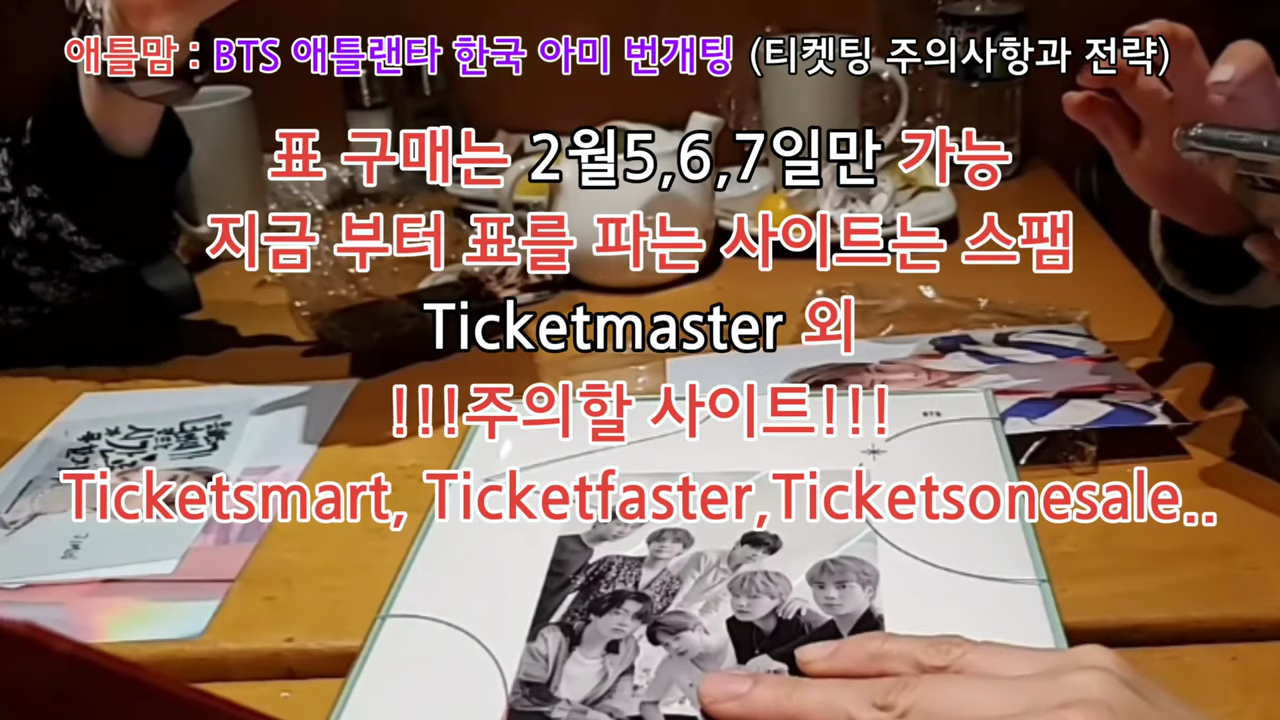 애틀맘 : BTS 애틀랜타 한국 아미 번개팅 (티켓팅 주의사항과 전략)
표 구매는 2월5,6,7일만 가능
지금 부터 표를 파는 사이트는 스팸
Ticketmaster 외
!!!주의할 사이트!!!
Ticketsmart, Ticketfaster,Ticketsonesale..
BTS